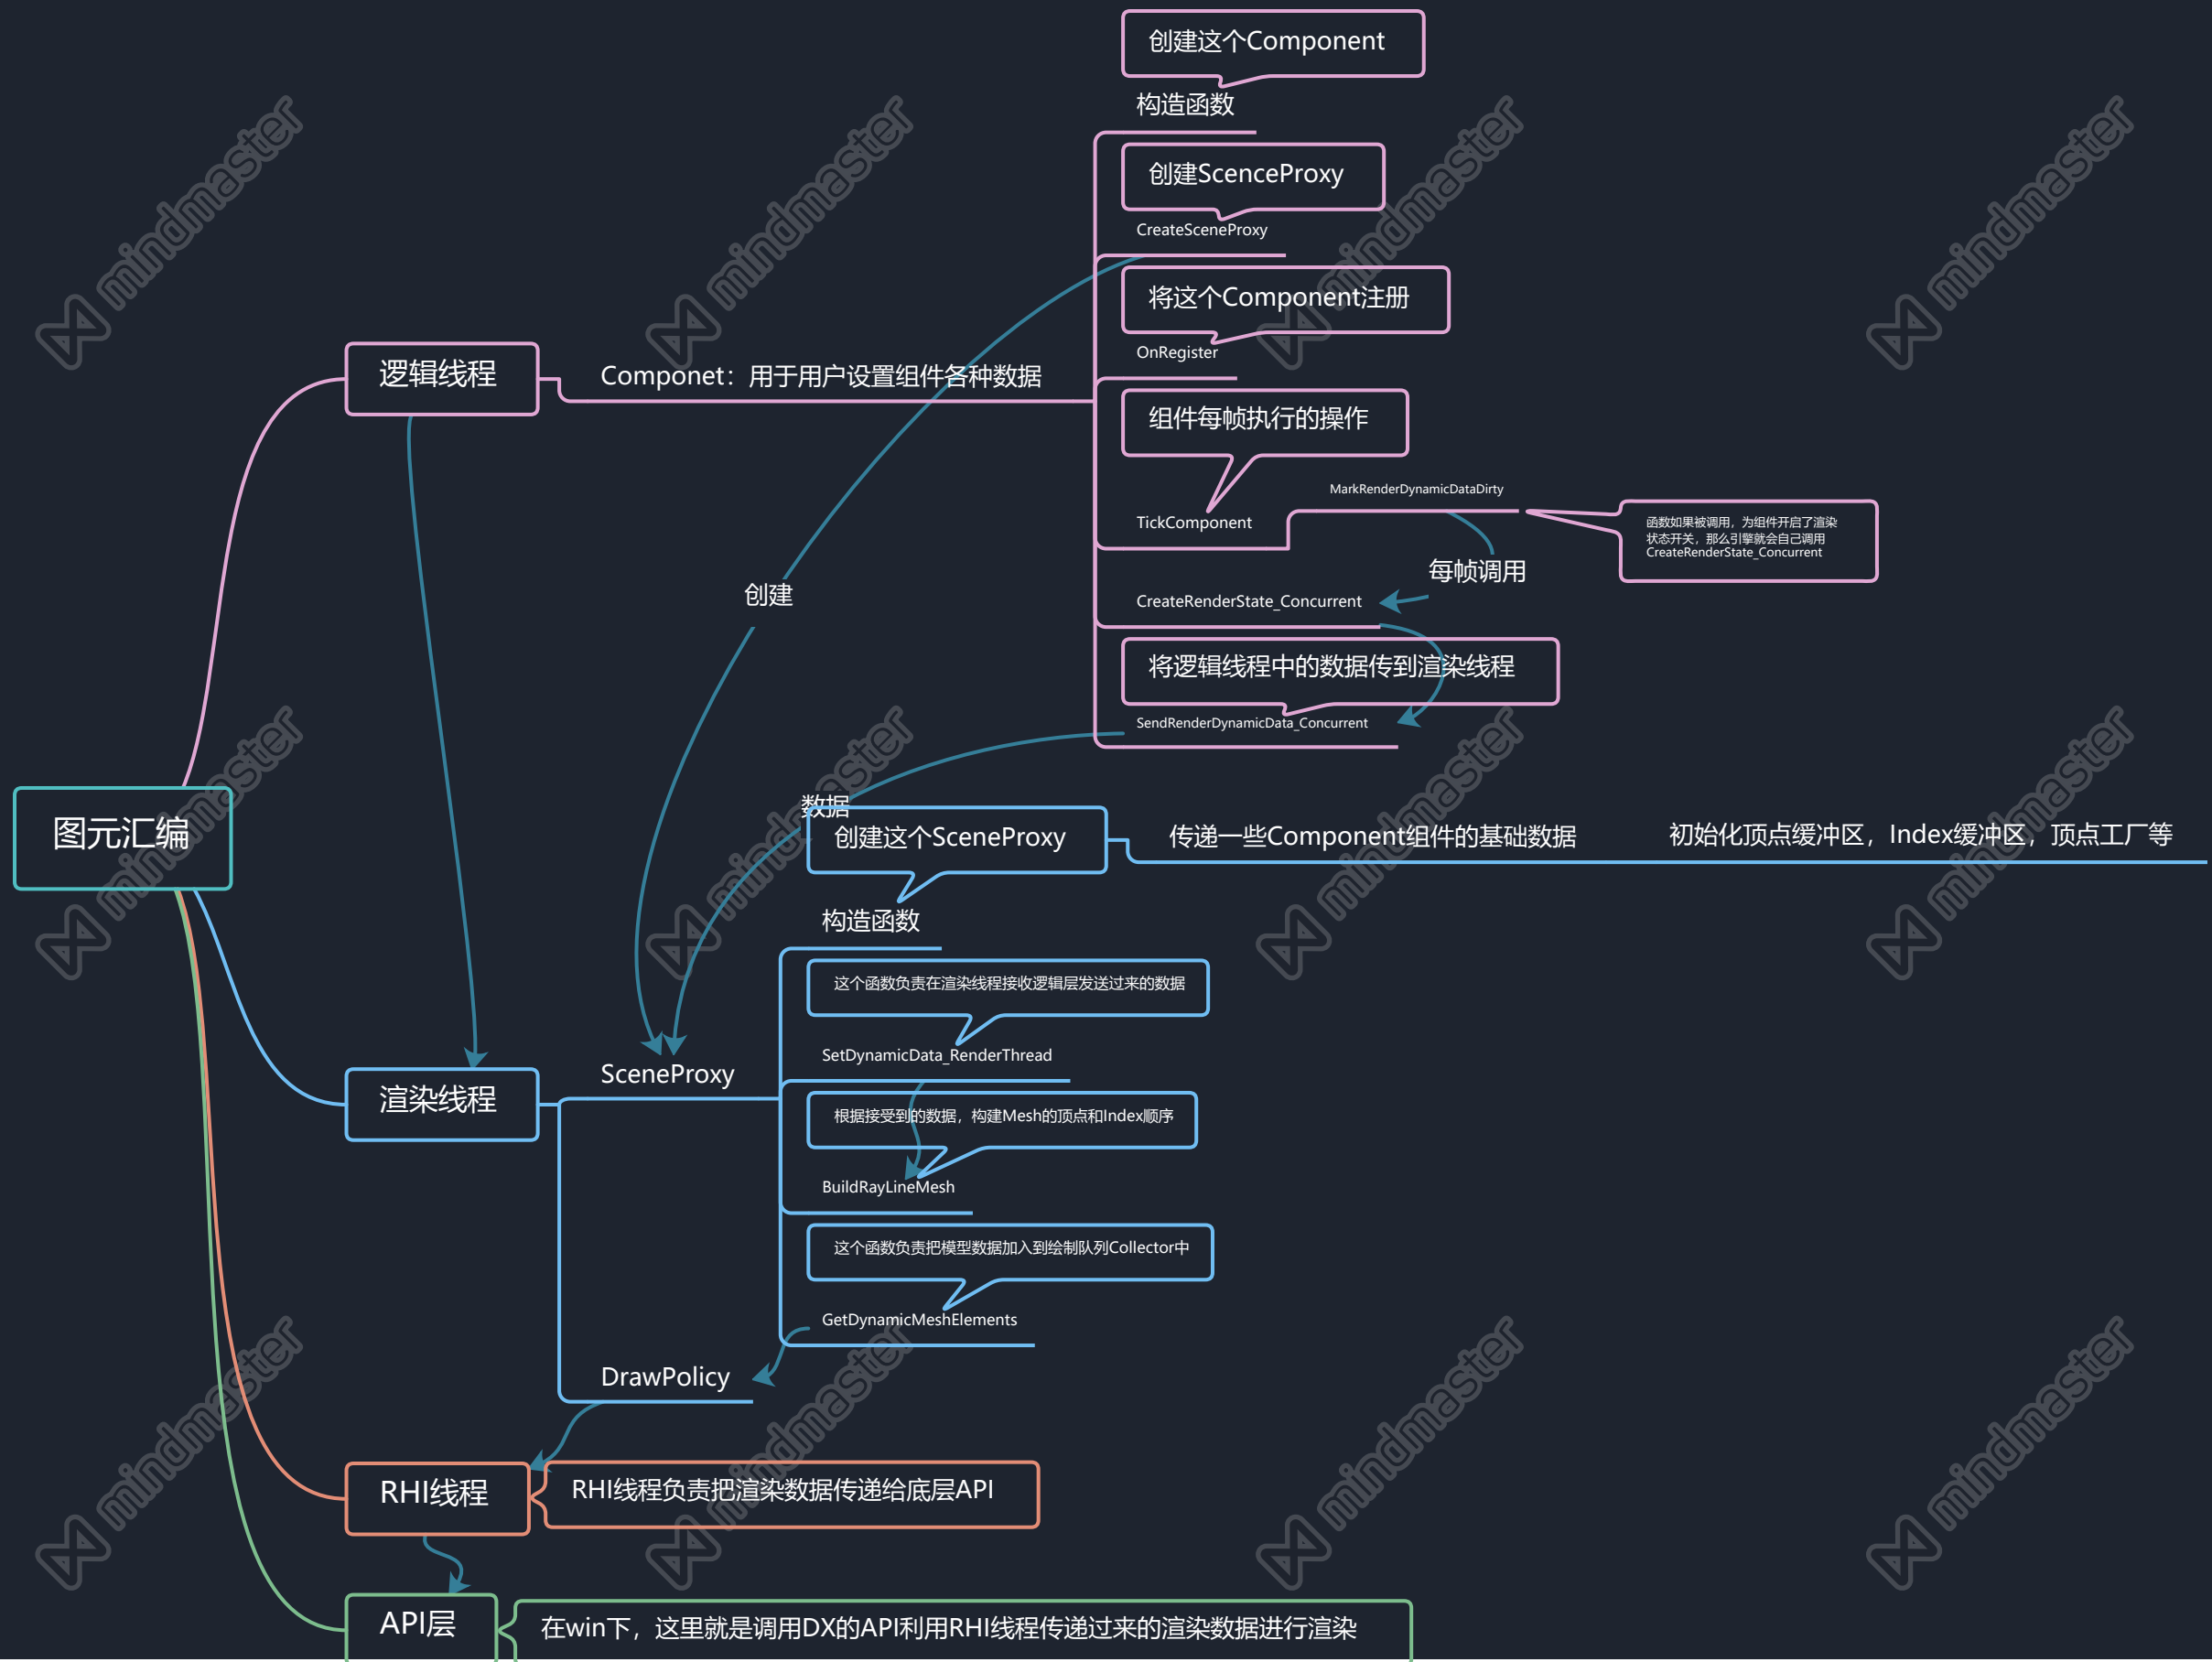 创建这个Component
构造函数
创建ScenceProxy
CreateSceneProxy
将这个Component注册
OnRegister
逻辑线程
Componet：用于用户设置组件各种数据
组件每帧执行的操作
MarkRenderDynamicDataDirty
TickComponent
函数如果被调用，为组件开启了渲染
状态开关，那么引擎就会自己调用
CreateRenderState_Concurrent
每帧调用
创建
CreateRenderState_Concurrent
将逻辑线程中的数据传到渲染线程
SendRenderDynamicData_Concurrent
图元汇编
数据
创建这个SceneProxy
传递一些Component组件的基础数据
初始化顶点缓冲区，Index缓冲区，顶点工厂等
构造函数
这个函数负责在渲染线程接收逻辑层发送过来的数据
SetDynamicData_RenderThread
渲染线程
SceneProxy
根据接受到的数据，构建Mesh的顶点和Index顺序
BuildRayLineMesh
这个函数负责把模型数据加入到绘制队列Collector中
GetDynamicMeshElements
DrawPolicy
RHI线程
RHI线程负责把渲染数据传递给底层API
API层
在win下，这里就是调用DX的API利用RHI线程传递过来的渲染数据进行渲染
mindmaster
mindmaster
mindmaster
mindmaster
mindmaster
mindmaster
mindmaster
mindmaster
mindmaster
mindmaster
mindmaster
mindmaster